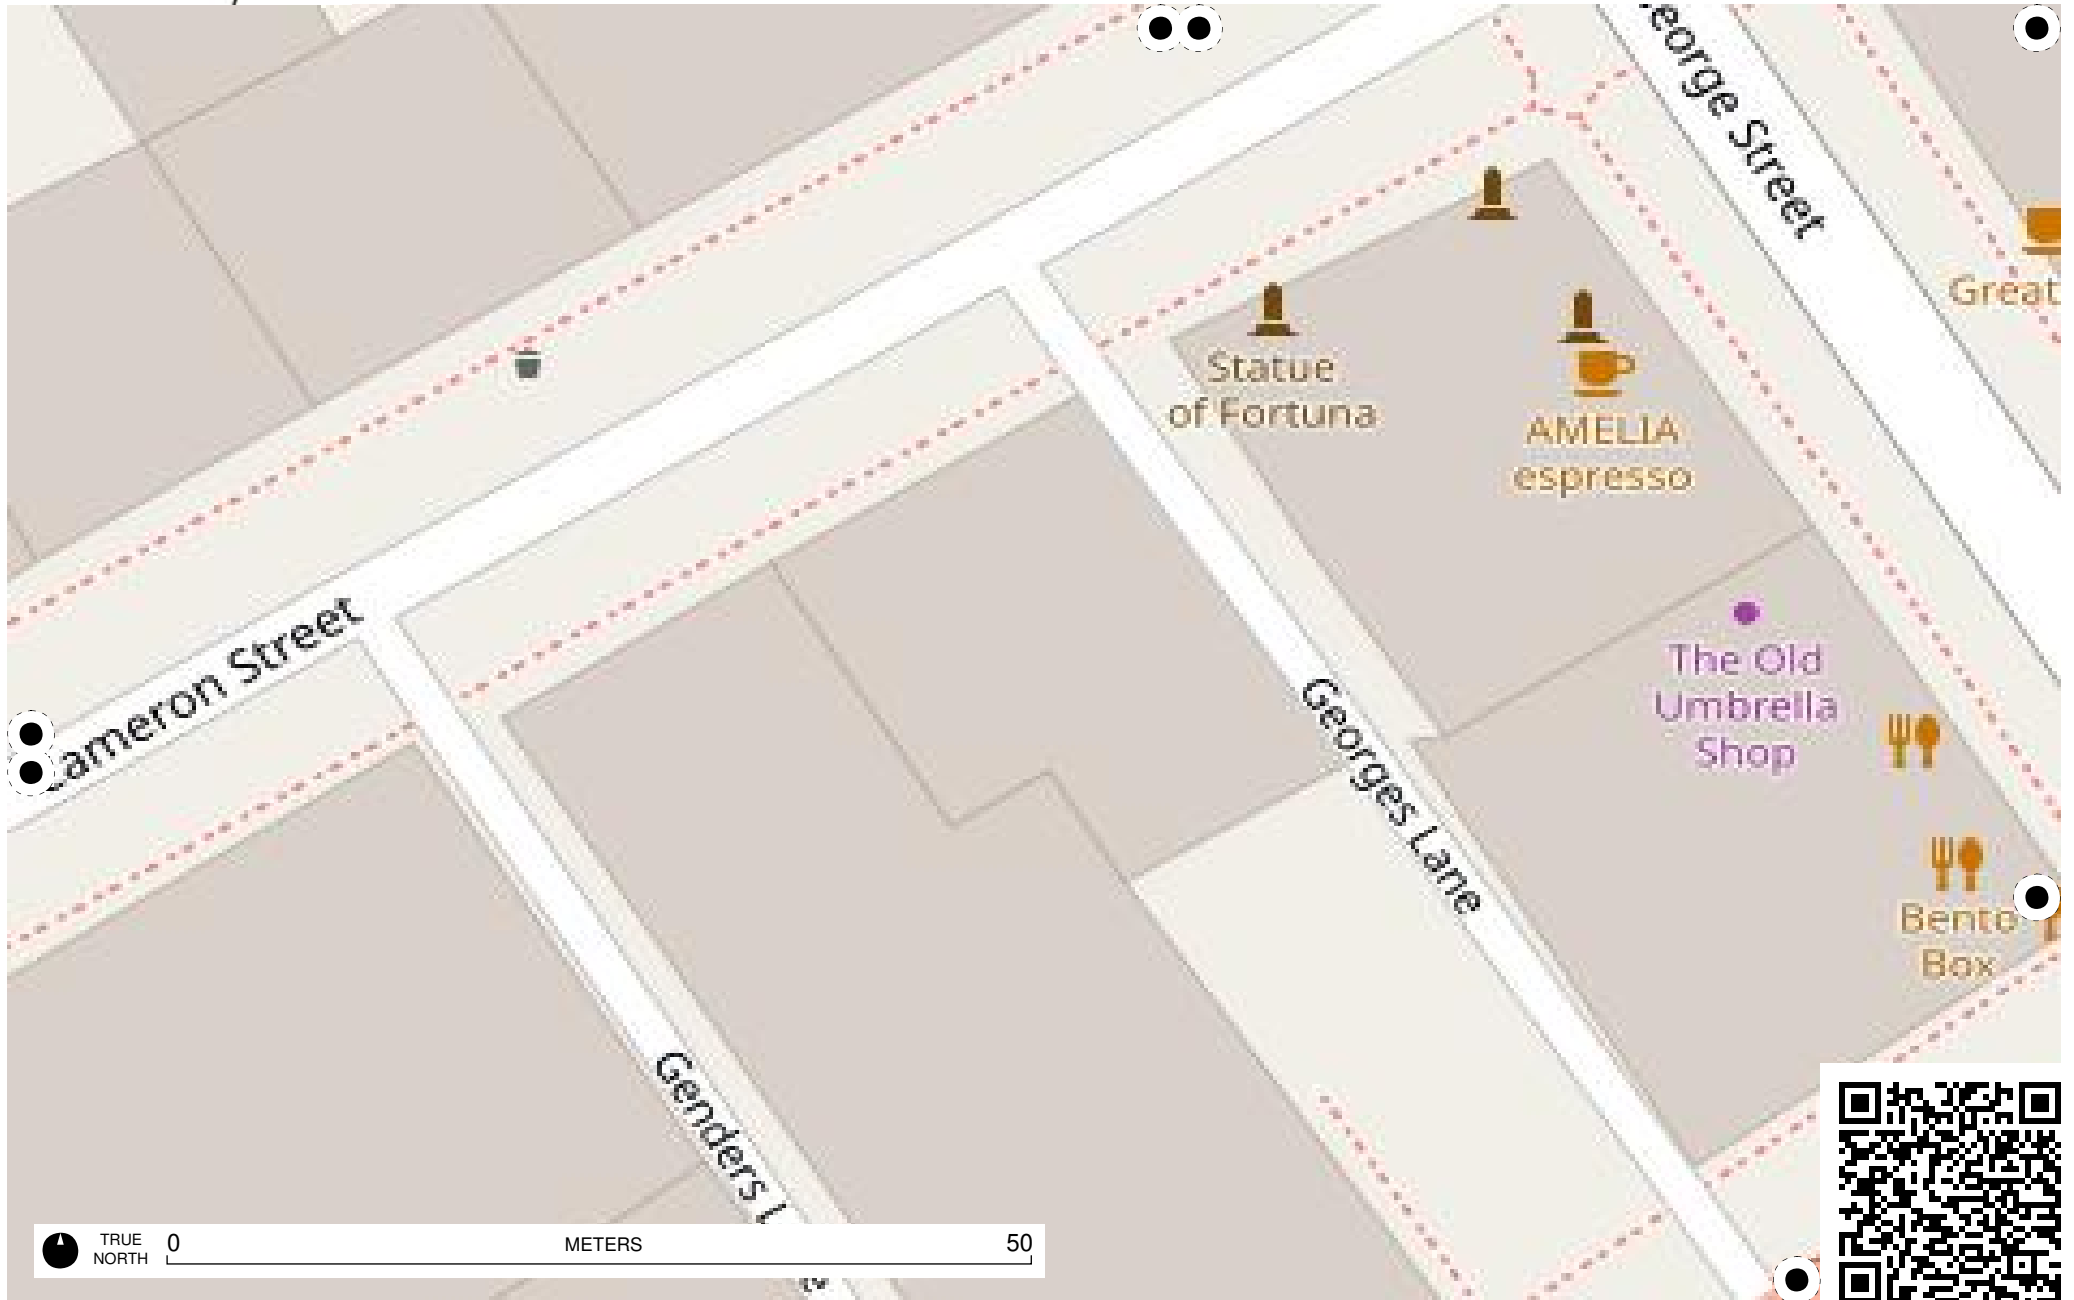 George Street
Great
Statue
of Fortuna
AMELIA
espresso
Cameron Street
The Old
Umbrella
Shop
Georges Lane
Bento
Box
Genders L
TRUE
NORTH
0
METERS
50